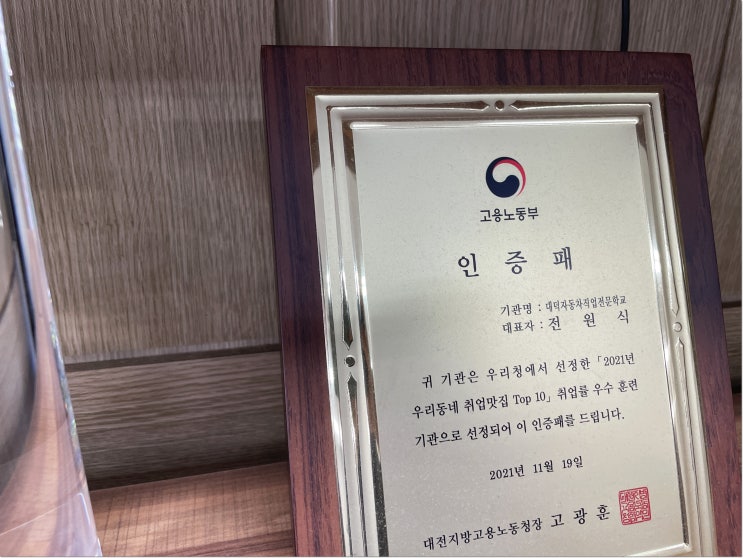 고용노동부
인 증 패
기관명 : 대덕자동차직업전문학교
대표자 : 전 원 식
귀 기관은 우리청에서 선정한 「2021년
우리동네 취업맛집 Top 10」 취업률 우수 훈련
기관으로 선정되어 이 인증패를 드립니다.
2021년 11월 19일
대전지방고용노동청장 고 광 훈